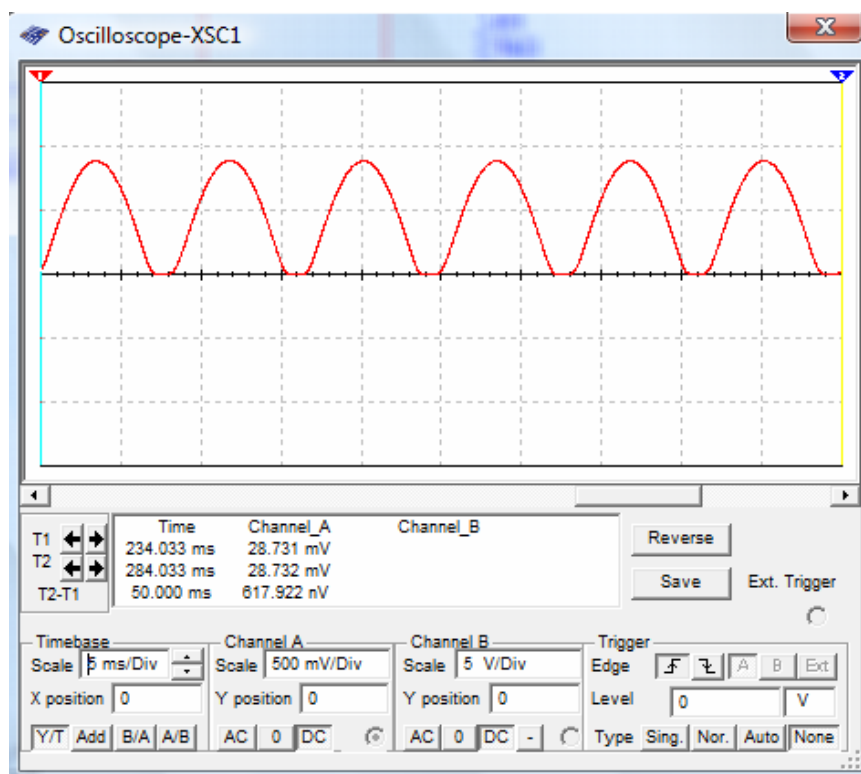 Oscilloscope-XSC1
1 2
Time Channel_A Channel_B
T1 234.033 ms 28.731 mV
T2 284.033 ms 28.732 mV
T2-T1 50.000 ms 617.922 nV
Reverse
Save Ext. Trigger
Timebase Channel A Channel B Trigger
Scale 5 ms/Div Scale 500 mV/Div Scale 5 V/Div Edge A B Ext
X position 0 Y position 0 Y position 0 Level 0 V
Y/T Add B/A A/B AC 0 DC AC 0 DC - Type Sing. Nor. Auto None